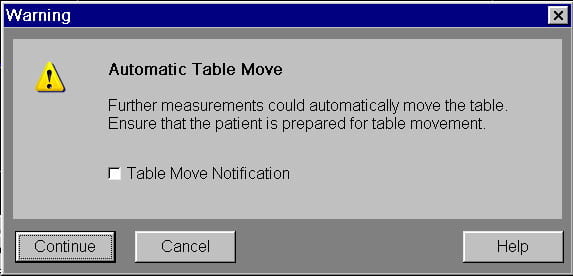 Warning
Automatic Table Move
Further measurements could automatically move the table.
Ensure that the patient is prepared for table movement.
Table Move Notification
Continue
Cancel
Help